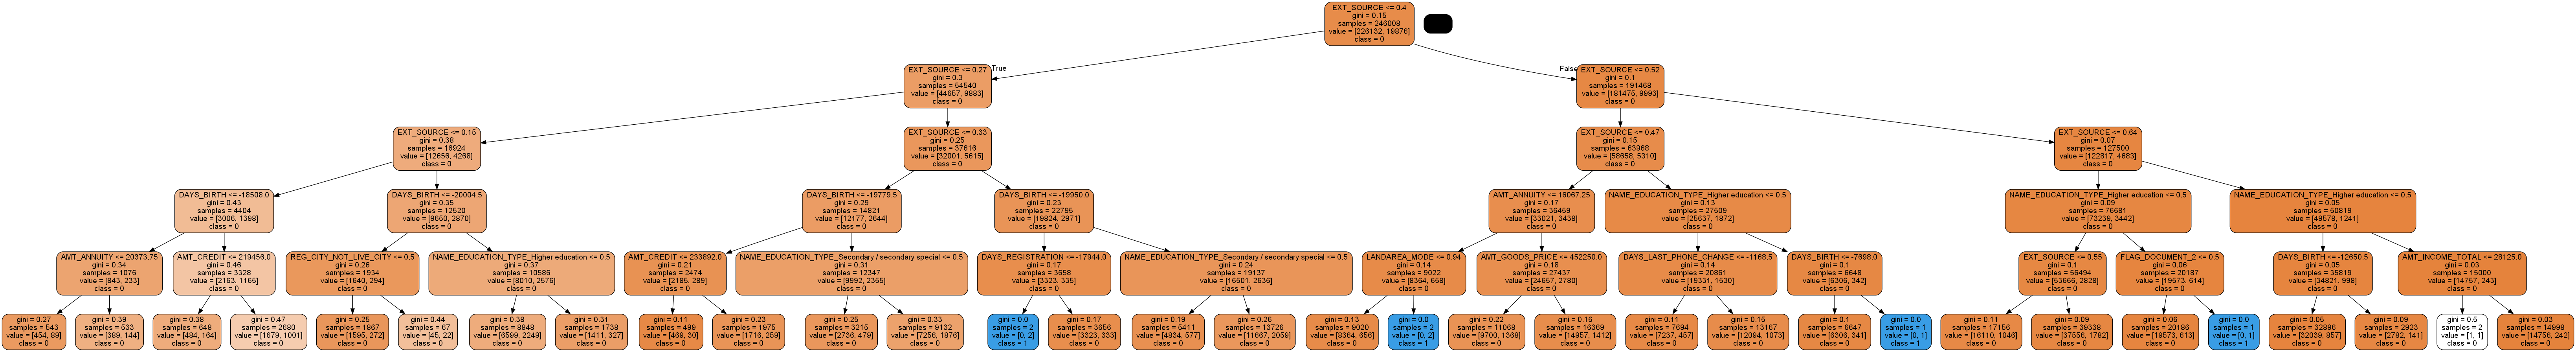 EXT_SOURCE <= 0.4
gini = 0.15
samples = 246008
value = [226132, 19876]
class = 0
True
False
EXT_SOURCE <= 0.27
gini = 0.3
samples = 54540
value = [44657, 9883]
class = 0
EXT_SOURCE <= 0.52
gini = 0.1
samples = 191468
value = [181475, 9993]
class = 0
EXT_SOURCE <= 0.15
gini = 0.38
samples = 16924
value = [12656, 4268]
class = 0
EXT_SOURCE <= 0.33
gini = 0.25
samples = 37616
value = [32001, 5615]
class = 0
EXT_SOURCE <= 0.47
gini = 0.15
samples = 63968
value = [58658, 5310]
class = 0
EXT_SOURCE <= 0.64
gini = 0.07
samples = 127500
value = [122817, 4683]
class = 0
DAYS_BIRTH <= -18508.0
gini = 0.43
samples = 4404
value = [3006, 1398]
class = 0
DAYS_BIRTH <= -20004.5
gini = 0.35
samples = 12520
value = [9650, 2870]
class = 0
DAYS_BIRTH <= -19779.5
gini = 0.29
samples = 14821
value = [12177, 2644]
class = 0
DAYS_BIRTH <= -19950.0
gini = 0.23
samples = 22795
value = [19824, 2971]
class = 0
AMT_ANNUITY <= 16067.25
gini = 0.17
samples = 36459
value = [33021, 3438]
class = 0
NAME_EDUCATION_TYPE_Higher education <= 0.5
gini = 0.13
samples = 27509
value = [25637, 1872]
class = 0
NAME_EDUCATION_TYPE_Higher education <= 0.5
gini = 0.09
samples = 76681
value = [73239, 3442]
class = 0
NAME_EDUCATION_TYPE_Higher education <= 0.5
gini = 0.05
samples = 50819
value = [49578, 1241]
class = 0
AMT_ANNUITY <= 20373.75
gini = 0.34
samples = 1076
value = [843, 233]
class = 0
AMT_CREDIT <= 219456.0
gini = 0.46
samples = 3328
value = [2163, 1165]
class = 0
REG_CITY_NOT_LIVE_CITY <= 0.5
gini = 0.26
samples = 1934
value = [1640, 294]
class = 0
NAME_EDUCATION_TYPE_Higher education <= 0.5
gini = 0.37
samples = 10586
value = [8010, 2576]
class = 0
AMT_CREDIT <= 233892.0
gini = 0.21
samples = 2474
value = [2185, 289]
class = 0
NAME_EDUCATION_TYPE_Secondary / secondary special <= 0.5
gini = 0.31
samples = 12347
value = [9992, 2355]
class = 0
DAYS_REGISTRATION <= -17944.0
gini = 0.17
samples = 3658
value = [3323, 335]
class = 0
NAME_EDUCATION_TYPE_Secondary / secondary special <= 0.5
gini = 0.24
samples = 19137
value = [16501, 2636]
class = 0
LANDAREA_MODE <= 0.94
gini = 0.14
samples = 9022
value = [8364, 658]
class = 0
AMT_GOODS_PRICE <= 452250.0
gini = 0.18
samples = 27437
value = [24657, 2780]
class = 0
DAYS_LAST_PHONE_CHANGE <= -1168.5
gini = 0.14
samples = 20861
value = [19331, 1530]
class = 0
DAYS_BIRTH <= -7698.0
gini = 0.1
samples = 6648
value = [6306, 342]
class = 0
EXT_SOURCE <= 0.55
gini = 0.1
samples = 56494
value = [53666, 2828]
class = 0
FLAG_DOCUMENT_2 <= 0.5
gini = 0.06
samples = 20187
value = [19573, 614]
class = 0
DAYS_BIRTH <= -12650.5
gini = 0.05
samples = 35819
value = [34821, 998]
class = 0
AMT_INCOME_TOTAL <= 28125.0
gini = 0.03
samples = 15000
value = [14757, 243]
class = 0
gini = 0.27
samples = 543
value = [454, 89]
class = 0
gini = 0.39
samples = 533
value = [389, 144]
class = 0
gini = 0.38
samples = 648
value = [484, 164]
class = 0
gini = 0.47
samples = 2680
value = [1679, 1001]
class = 0
gini = 0.25
samples = 1867
value = [1595, 272]
class = 0
gini = 0.44
samples = 67
value = [45, 22]
class = 0
gini = 0.38
samples = 8848
value = [6599, 2249]
class = 0
gini = 0.31
samples = 1738
value = [1411, 327]
class = 0
gini = 0.11
samples = 499
value = [469, 30]
class = 0
gini = 0.23
samples = 1975
value = [1716, 259]
class = 0
gini = 0.25
samples = 3215
value = [2736, 479]
class = 0
gini = 0.33
samples = 9132
value = [7256, 1876]
class = 0
gini = 0.0
samples = 2
value = [0, 2]
class = 1
gini = 0.17
samples = 3656
value = [3323, 333]
class = 0
gini = 0.19
samples = 5411
value = [4834, 577]
class = 0
gini = 0.26
samples = 13726
value = [11667, 2059]
class = 0
gini = 0.13
samples = 9020
value = [8364, 656]
class = 0
gini = 0.0
samples = 2
value = [0, 2]
class = 1
gini = 0.22
samples = 11068
value = [9700, 1368]
class = 0
gini = 0.16
samples = 16369
value = [14957, 1412]
class = 0
gini = 0.11
samples = 7694
value = [7237, 457]
class = 0
gini = 0.15
samples = 13167
value = [12094, 1073]
class = 0
gini = 0.1
samples = 6647
value = [6306, 341]
class = 0
gini = 0.0
samples = 1
value = [0, 1]
class = 1
gini = 0.11
samples = 17156
value = [16110, 1046]
class = 0
gini = 0.09
samples = 39338
value = [37556, 1782]
class = 0
gini = 0.06
samples = 20186
value = [19573, 613]
class = 0
gini = 0.0
samples = 1
value = [0, 1]
class = 1
gini = 0.05
samples = 32896
value = [32039, 857]
class = 0
gini = 0.09
samples = 2923
value = [2782, 141]
class = 0
gini = 0.5
samples = 2
value = [1, 1]
class = 0
gini = 0.03
samples = 14998
value = [14756, 242]
class = 0